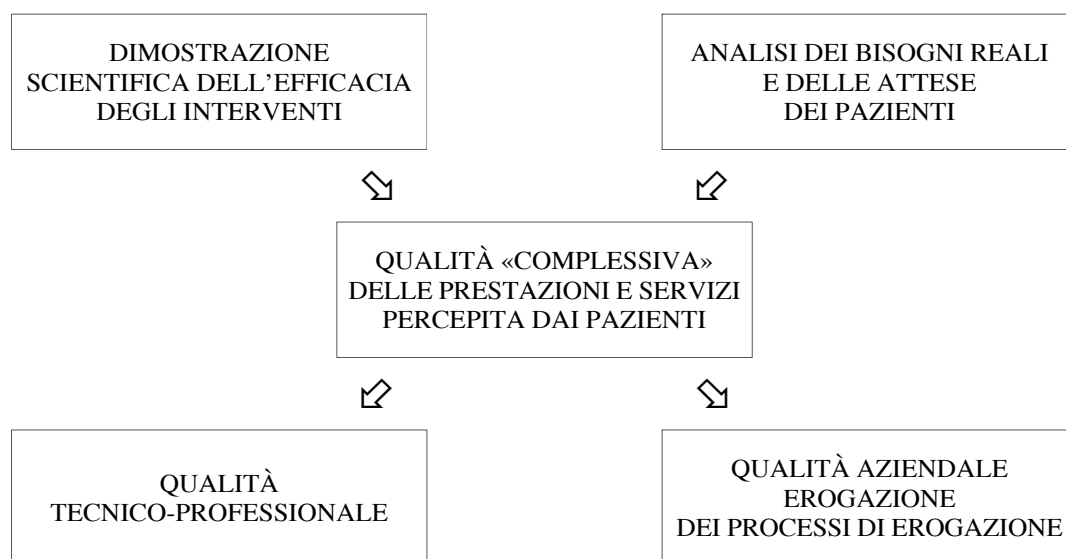 DIMOSTRAZIONE
SCIENTIFICA DELL’EFFICACIA
DEGLI INTERVENTI
ANALISI DEI BISOGNI REALI
E DELLE ATTESE
DEI PAZIENTI
QUALITÀ «COMPLESSIVA»
DELLE PRESTAZIONI E SERVIZI
PERCEPITA DAI PAZIENTI
QUALITÀ
TECNICO-PROFESSIONALE
QUALITÀ AZIENDALE
EROGAZIONE
DEI PROCESSI DI EROGAZIONE